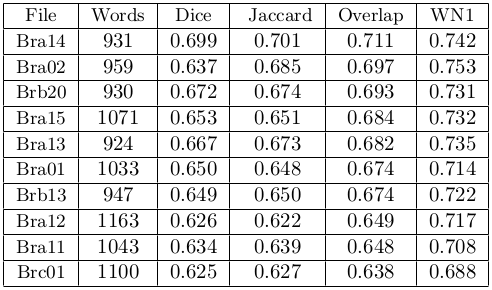 File Words Dice Jaccard Overlap WN1
Bra14 931 0.699 0.701 0.711 0.742
Bra02 959 0.637 0.685 0.697 0.753
Brb20 930 0.672 0.674 0.693 0.731
Bra15 1071 0.653 0.651 0.684 0.732
Bra13 924 0.667 0.673 0.682 0.735
Bra01 1033 0.650 0.648 0.674 0.714
Brb13 947 0.649 0.650 0.674 0.722
Bra12 1163 0.626 0.622 0.649 0.717
Bra11 1043 0.634 0.639 0.648 0.708
Brc01 1100 0.625 0.627 0.638 0.688